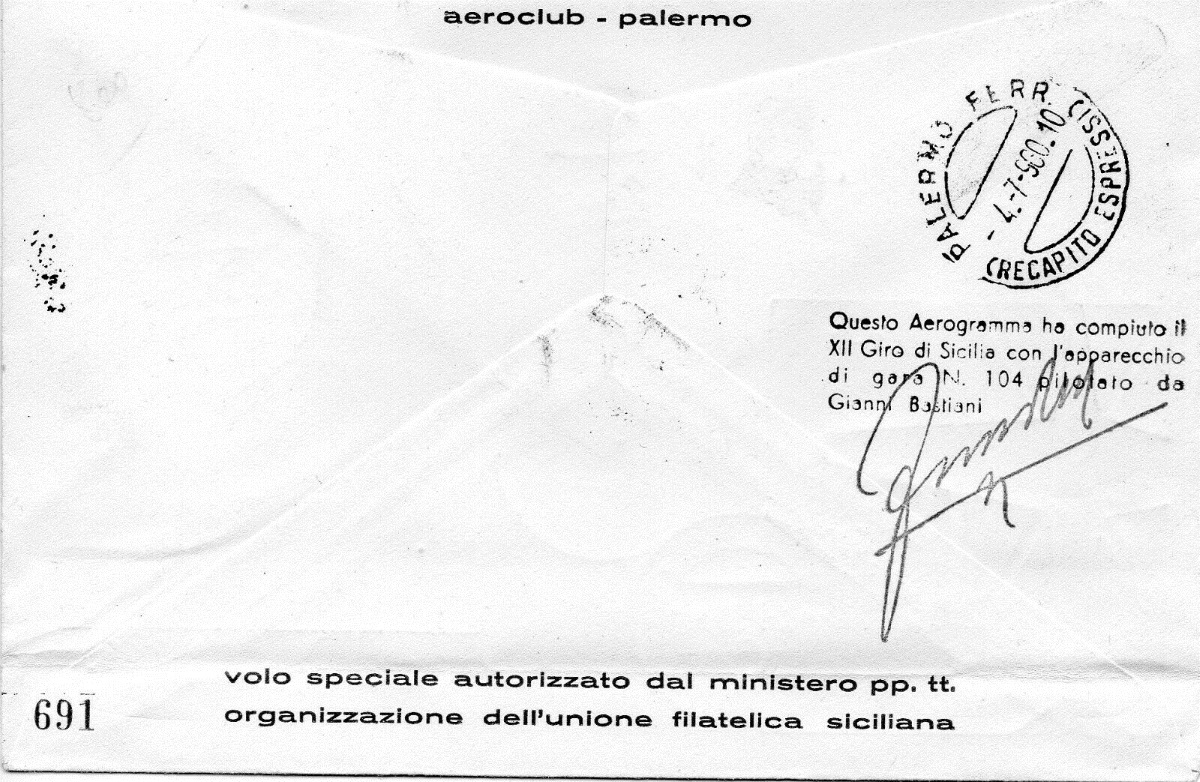 aeroclub - palermo
PALERMO FERR.
(RECAPITO ESPRESSI)
- 4.-7-960.10
Questo Aerogramma ha compiuto il
XII Giro di Sicilia con l'apparecchio
di gara N. 104 pilotato da
Gianni Bastiani
volo speciale autorizzato dal ministero pp. tt.
organizzazione dell'unione filatelica siciliana
691